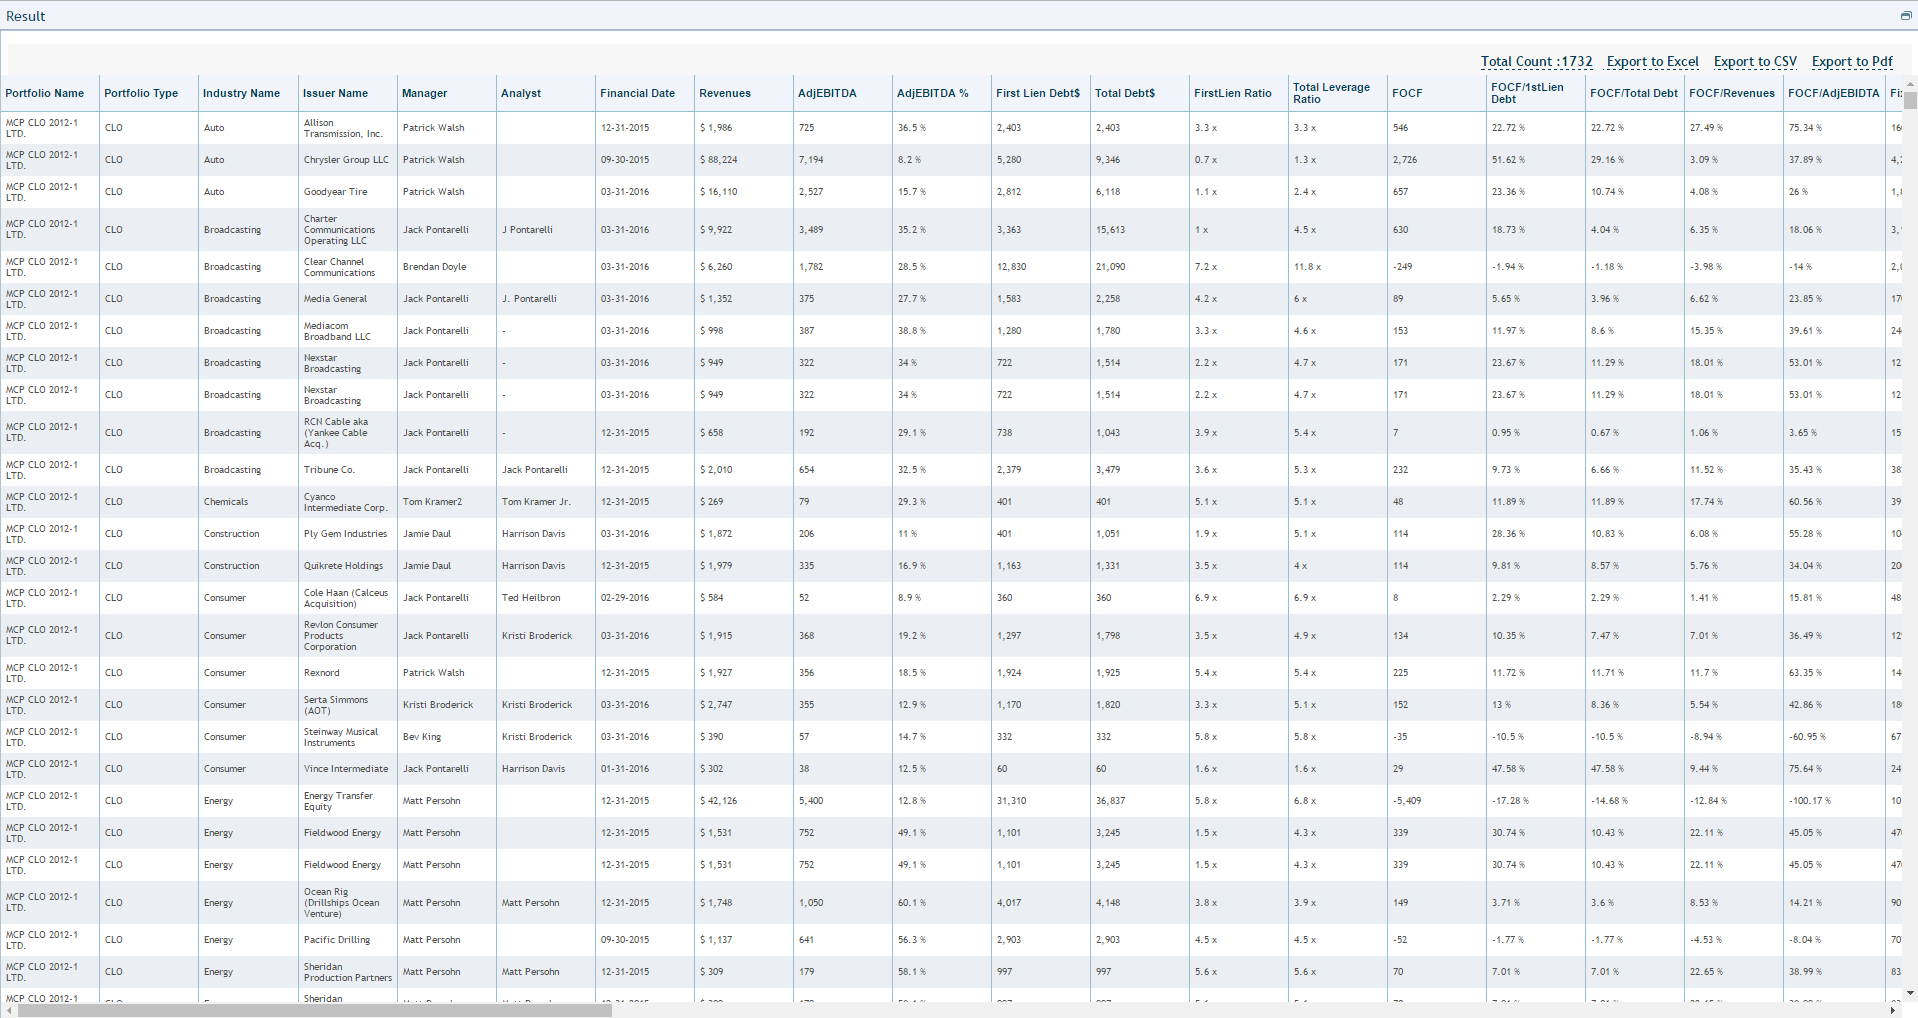 Result
Total Count :1732 Export to Excel Export to CSV Export to Pdf
Portfolio Name Portfolio Type Industry Name Issuer Name Manager Analyst Financial Date Revenues AdjEBITDA AdjEBITDA % First Lien Debt$ Total Debt$ FirstLien Ratio Total Leverage Ratio FOCF FOCF/1stLien Debt FOCF/Total Debt FOCF/Revenues FOCF/AdjEBIDTA
MCP CLO 2012-1 LTD. CLO Auto Allison Transmission, Inc. Patrick Walsh 12-31-2015 $ 1,986 725 36.5 % 2,403 2,403 3.3 x 3.3 x 546 22.72 % 22.72 % 27.49 % 75.34 %
MCP CLO 2012-1 LTD. CLO Auto Chrysler Group LLC Patrick Walsh 09-30-2015 $ 88,224 7,194 8.2 % 5,280 9,346 0.7 x 1.3 x 2,726 51.62 % 29.16 % 3.09 % 37.89 %
MCP CLO 2012-1 LTD. CLO Auto Goodyear Tire Patrick Walsh 03-31-2016 $ 16,110 2,527 15.7 % 2,812 6,118 1.1 x 2.4 x 657 23.36 % 10.74 % 4.08 % 26 %
MCP CLO 2012-1 LTD. CLO Broadcasting Charter Communications Operating LLC Jack Pontarelli J Pontarelli 03-31-2016 $ 9,922 3,489 35.2 % 3,363 15,613 1 x 4.5 x 630 18.73 % 4.04 % 6.35 % 18.06 %
MCP CLO 2012-1 LTD. CLO Broadcasting Clear Channel Communications Brendan Doyle 03-31-2016 $ 6,260 1,782 28.5 % 12,830 21,090 7.2 x 11.8 x -249 -1.94 % -1.18 % -3.98 % -14 %
MCP CLO 2012-1 LTD. CLO Broadcasting Media General Jack Pontarelli J. Pontarelli 03-31-2016 $ 1,352 375 27.7 % 1,583 2,258 4.2 x 6 x 89 5.65 % 3.96 % 6.62 % 23.85 %
MCP CLO 2012-1 LTD. CLO Broadcasting Mediacom Broadband LLC Jack Pontarelli - 03-31-2016 $ 998 387 38.8 % 1,280 1,780 3.3 x 4.6 x 153 11.97 % 8.6 % 15.35 % 39.61 %
MCP CLO 2012-1 LTD. CLO Broadcasting Nexstar Broadcasting Jack Pontarelli - 03-31-2016 $ 949 322 34 % 722 1,514 2.2 x 4.7 x 171 23.67 % 11.29 % 18.01 % 53.01 %
MCP CLO 2012-1 LTD. CLO Broadcasting Nexstar Broadcasting Jack Pontarelli - 03-31-2016 $ 949 322 34 % 722 1,514 2.2 x 4.7 x 171 23.67 % 11.29 % 18.01 % 53.01 %
MCP CLO 2012-1 LTD. CLO Broadcasting RCN Cable aka (Yankee Cable Acq.) Jack Pontarelli - 12-31-2015 $ 658 192 29.1 % 738 1,043 3.9 x 5.4 x 7 0.95 % 0.67 % 1.06 % 3.65 %
MCP CLO 2012-1 LTD. CLO Broadcasting Tribune Co. Jack Pontarelli Jack Pontarelli 12-31-2015 $ 2,010 654 32.5 % 2,379 3,479 3.6 x 5.3 x 232 9.73 % 6.66 % 11.52 % 35.43 %
MCP CLO 2012-1 LTD. CLO Chemicals Cyanco Intermediate Corp. Tom Kramer2 Tom Kramer Jr. 12-31-2015 $ 269 79 29.3 % 401 401 5.1 x 5.1 x 48 11.89 % 11.89 % 17.74 % 60.56 %
MCP CLO 2012-1 LTD. CLO Construction Ply Gem Industries Jamie Daul Harrison Davis 03-31-2016 $ 1,872 206 11 % 401 1,051 1.9 x 5.1 x 114 28.36 % 10.83 % 6.08 % 55.28 %
MCP CLO 2012-1 LTD. CLO Construction Quikrete Holdings Jamie Daul Harrison Davis 12-31-2015 $ 1,979 335 16.9 % 1,163 1,331 3.5 x 4 x 114 9.81 % 8.57 % 5.76 % 34.04 %
MCP CLO 2012-1 LTD. CLO Consumer Cole Haan (Calceus Acquisition) Jack Pontarelli Ted Heilbron 02-29-2016 $ 584 52 8.9 % 360 360 6.9 x 6.9 x 8 2.29 % 2.29 % 1.41 % 15.81 %
MCP CLO 2012-1 LTD. CLO Consumer Revlon Consumer Products Corporation Jack Pontarelli Kristi Broderick 03-31-2016 $ 1,915 368 19.2 % 1,297 1,798 3.5 x 4.9 x 134 10.35 % 7.47 % 7.01 % 36.49 %
MCP CLO 2012-1 LTD. CLO Consumer Rexnord Patrick Walsh 12-31-2015 $ 1,927 356 18.5 % 1,924 1,925 5.4 x 5.4 x 225 11.72 % 11.71 % 11.7 % 63.35 %
MCP CLO 2012-1 LTD. CLO Consumer Serta Simmons (AOT) Kristi Broderick Kristi Broderick 03-31-2016 $ 2,747 355 12.9 % 1,170 1,820 3.3 x 5.1 x 152 13 % 8.36 % 5.54 % 42.86 %
MCP CLO 2012-1 LTD. CLO Consumer Steinway Musical Instruments Bev King Kristi Broderick 03-31-2016 $ 390 57 14.7 % 332 332 5.8 x 5.8 x -35 -10.5 % -10.5 % -8.94 % -60.95 %
MCP CLO 2012-1 LTD. CLO Consumer Vince Intermediate Jack Pontarelli Harrison Davis 01-31-2016 $ 302 38 12.5 % 60 60 1.6 x 1.6 x 29 47.58 % 47.58 % 9.44 % 75.64 %
MCP CLO 2012-1 LTD. CLO Energy Energy Transfer Equity Matt Persohn 12-31-2015 $ 42,126 5,400 12.8 % 31,310 36,837 5.8 x 6.8 x -5,409 -17.28 % -14.68 % -12.84 % -100.17 %
MCP CLO 2012-1 LTD. CLO Energy Fieldwood Energy Matt Persohn 12-31-2015 $ 1,531 752 49.1 % 1,101 3,245 1.5 x 4.3 x 339 30.74 % 10.43 % 22.11 % 45.05 %
MCP CLO 2012-1 LTD. CLO Energy Fieldwood Energy Matt Persohn 12-31-2015 $ 1,531 752 49.1 % 1,101 3,245 1.5 x 4.3 x 339 30.74 % 10.43 % 22.11 % 45.05 %
MCP CLO 2012-1 LTD. CLO Energy Ocean Rig (Drillships Ocean Venture) Matt Persohn Matt Persohn 12-31-2015 $ 1,748 1,050 60.1 % 4,017 4,148 3.8 x 3.9 x 149 3.71 % 3.6 % 8.53 % 14.21 %
MCP CLO 2012-1 LTD. CLO Energy Pacific Drilling Matt Persohn 09-30-2015 $ 1,137 641 56.3 % 2,903 2,903 4.5 x 4.5 x -52 -1.77 % -1.77 % -4.53 % -8.04 %
MCP CLO 2012-1 LTD. CLO Energy Sheridan Production Partners Matt Persohn Matt Persohn 12-31-2015 $ 309 179 58.1 % 997 997 5.6 x 5.6 x 70 7.01 % 7.01 % 22.65 % 38.99 %
MCP CLO 2012-1 Sheridan